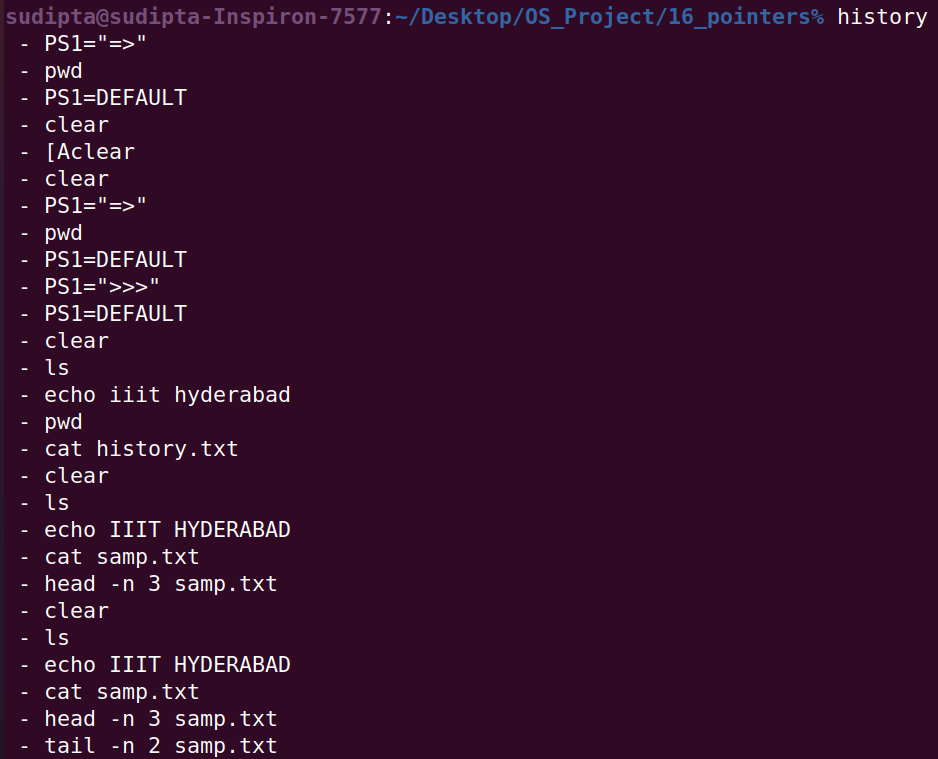 sudipta@sudipta-Inspiron-7577:~/Desktop/OS_Project/16_pointers% history
- PS1="=>"
- pwd
- PS1=DEFAULT
- clear
- [Aclear
- clear
- PS1="=>"
- pwd
- PS1=DEFAULT
- PS1=">>>"
- PS1=DEFAULT
- clear
- ls
- echo iiit hyderabad
- pwd
- cat history.txt
- clear
- ls
- echo IIIT HYDERABAD
- cat samp.txt
- head -n 3 samp.txt
- clear
- ls
- echo IIIT HYDERABAD
- cat samp.txt
- head -n 3 samp.txt
- tail -n 2 samp.txt